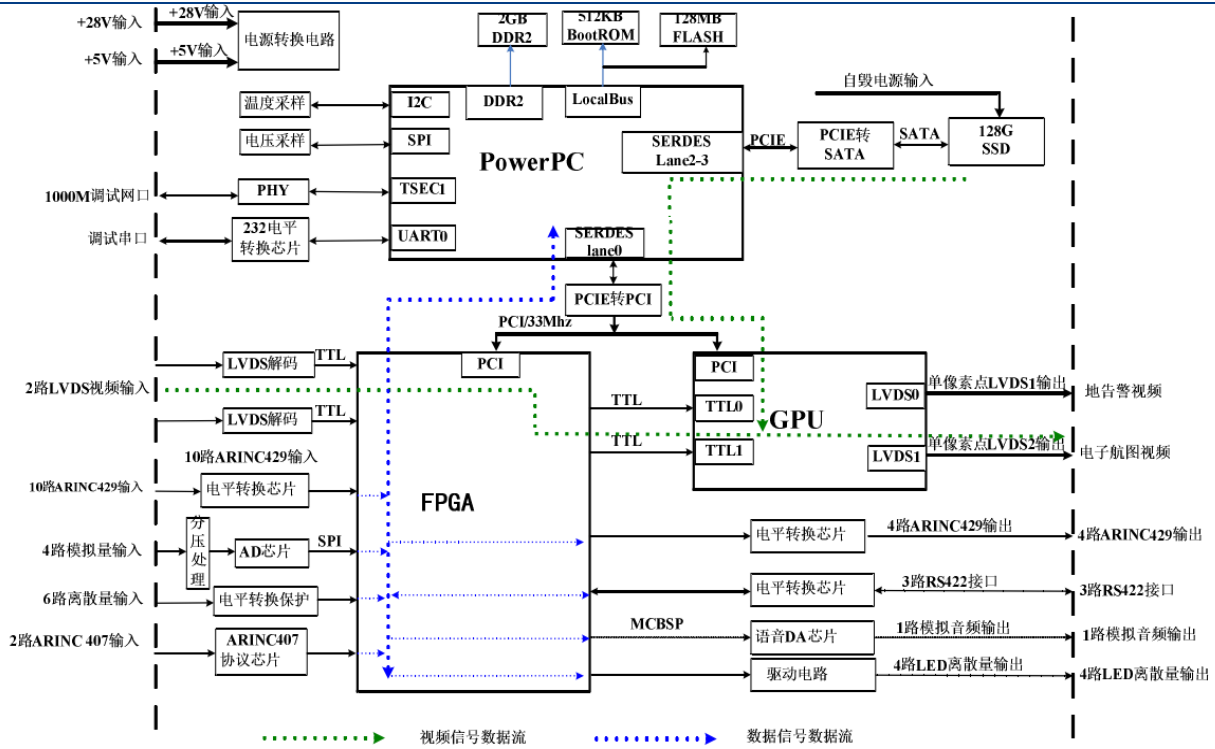 +28V输入
+28V输入
+5V输入
+5V输入
电源转换电路
2GB
DDR2
512KB
BootROM
128MB
FLASH
自毁电源输入
温度采样
I2C
DDR2
LocalBus
电压采样
SPI
PowerPC
SERDES
Lane2-3
PCIE
PCIE转
SATA
SATA
128G
SSD
1000M调试网口
PHY
TSEC1
调试串口
232电平
转换芯片
UART0
SERDES
lane0
PCIE转PCI
PCI/33Mhz
LVDS解码
TTL
PCI
PCI
2路LVDS视频输入
LVDS0
单像素点LVDS1输出
地告警视频
LVDS解码
TTL
TTL
TTL0
GPU
TTL
TTL1
LVDS1
单像素点LVDS2输出
电子航图视频
10路ARINC429输入
10路ARINC429输入
电平转换芯片
FPGA
4路模拟量输入
分压处理
AD芯片
SPI
电平转换芯片
4路ARINC429输出
4路ARINC429输出
6路离散量输入
电平转换保护
电平转换芯片
3路RS422接口
3路RS422接口
2路ARINC 407输入
ARINC407
协议芯片
MCBSP
语音DA芯片
1路模拟音频输出
1路模拟音频输出
驱动电路
4路LED离散量输出
4路LED离散量输出
视频信号数据流
数据信号数据流